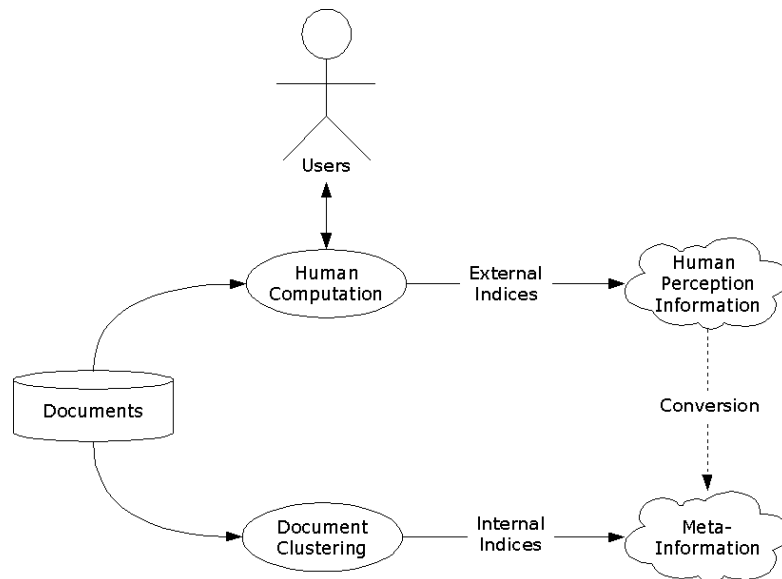 Users
Human
Computation
External
Indices
Human
Perception
Information
Documents
Conversion
Document
Clustering
Internal
Indices
Meta-
Information